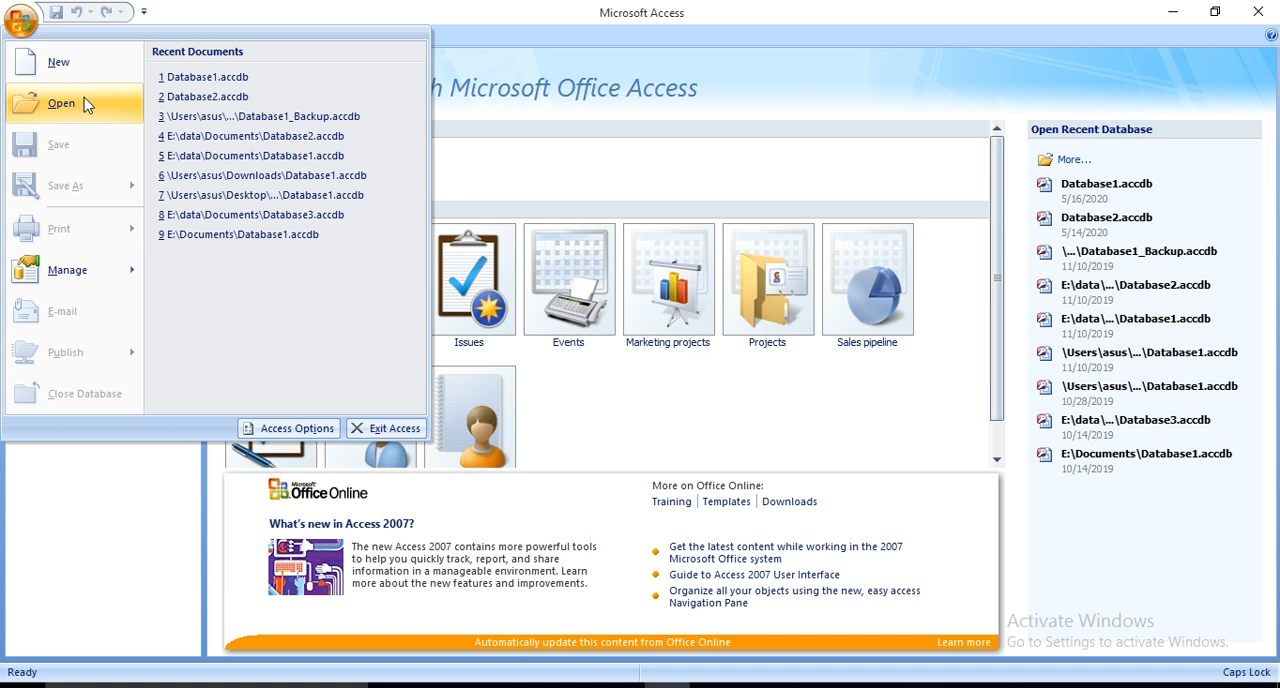 Microsoft Access
Recent Documents
New
Open
Save
Save As
Print
Manage
E-mail
Publish
Close Database
1 Database1.accdb
2 Database2.accdb
3 \Users\asus\...\Database1_Backup.accdb
4 E:\data\Documents\Database2.accdb
5 E:\data\Documents\Database1.accdb
6 \Users\asus\Downloads\Database1.accdb
7 \Users\asus\Desktop\...\Database1.accdb
8 E:\data\Documents\Database3.accdb
9 E:\Documents\Database1.accdb
Access Options
Exit Access
h Microsoft Office Access
Issues
Events
Marketing projects
Projects
Sales pipeline
Open Recent Database
More...
Database1.accdb
5/16/2020
Database2.accdb
5/14/2020
\...\Database1_Backup.accdb
11/10/2019
E:\data\...\Database2.accdb
11/10/2019
E:\data\...\Database1.accdb
11/10/2019
\Users\asus\...\Database1.accdb
11/10/2019
\Users\asus\...\Database1.accdb
10/28/2019
E:\data\...\Database3.accdb
10/14/2019
E:\Documents\Database1.accdb
10/14/2019
Microsoft
Office Online
What's new in Access 2007?
The new Access 2007 contains more powerful tools
to help you quickly track, report, and share
information in a manageable environment. Learn
more about the new features and improvements.
More on Office Online:
Training | Templates | Downloads
Get the latest content while working in the 2007
Microsoft Office system
Guide to Access 2007 User Interface
Organize all your objects using the new, easy access
Navigation Pane
Automatically update this content from Office Online
Learn more
Activate Windows
Go to Settings to activate Windows.
Ready
Caps Lock